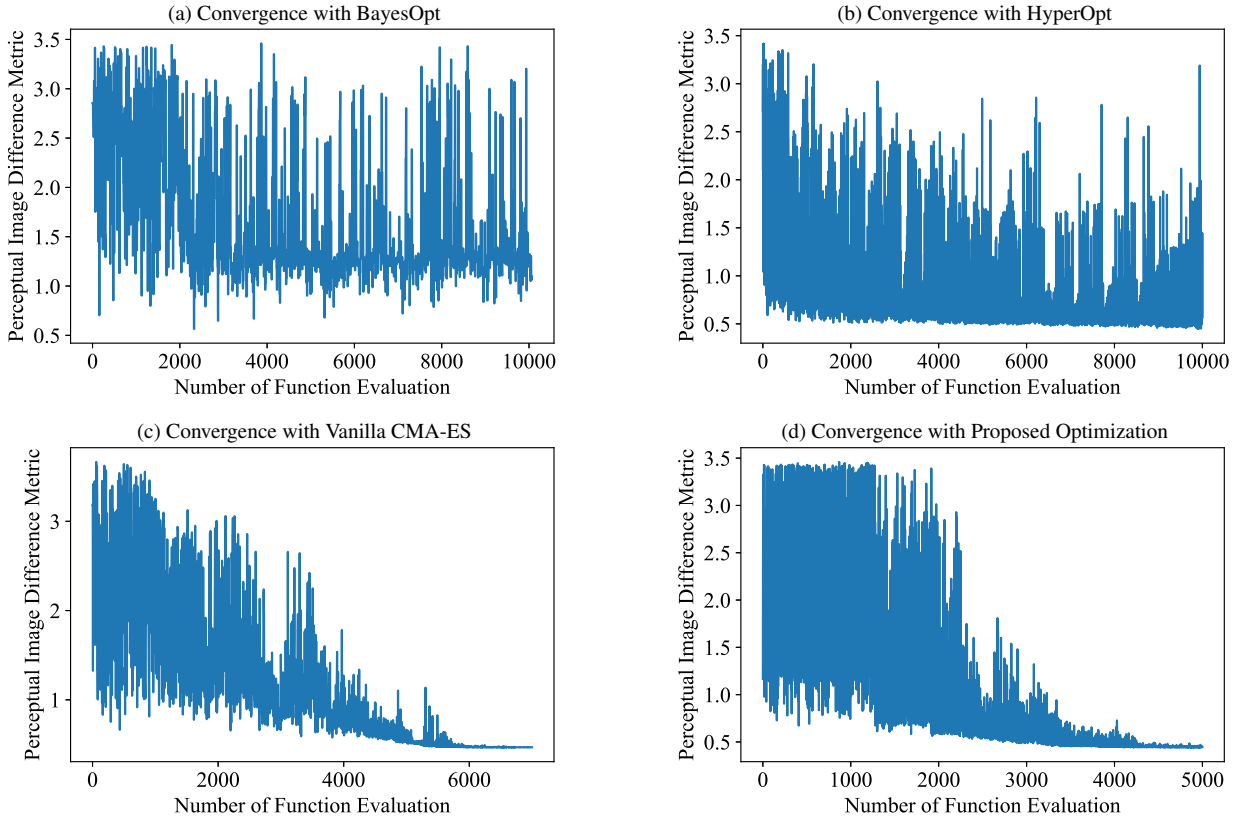 (a) Convergence with BayesOpt
Perceptual Image Difference Metric
3.5
3.0
2.5
2.0
1.5
1.0
0.5
0 2000 4000 6000 8000 10000
Number of Function Evaluation
(b) Convergence with HyperOpt
Perceptual Image Difference Metric
3.5
3.0
2.5
2.0
1.5
1.0
0.5
0 2000 4000 6000 8000 10000
Number of Function Evaluation
(c) Convergence with Vanilla CMA-ES
Perceptual Image Difference Metric
3
2
1
0 2000 4000 6000
Number of Function Evaluation
(d) Convergence with Proposed Optimization
Perceptual Image Difference Metric
3.5
3.0
2.5
2.0
1.5
1.0
0.5
0 1000 2000 3000 4000 5000
Number of Function Evaluation